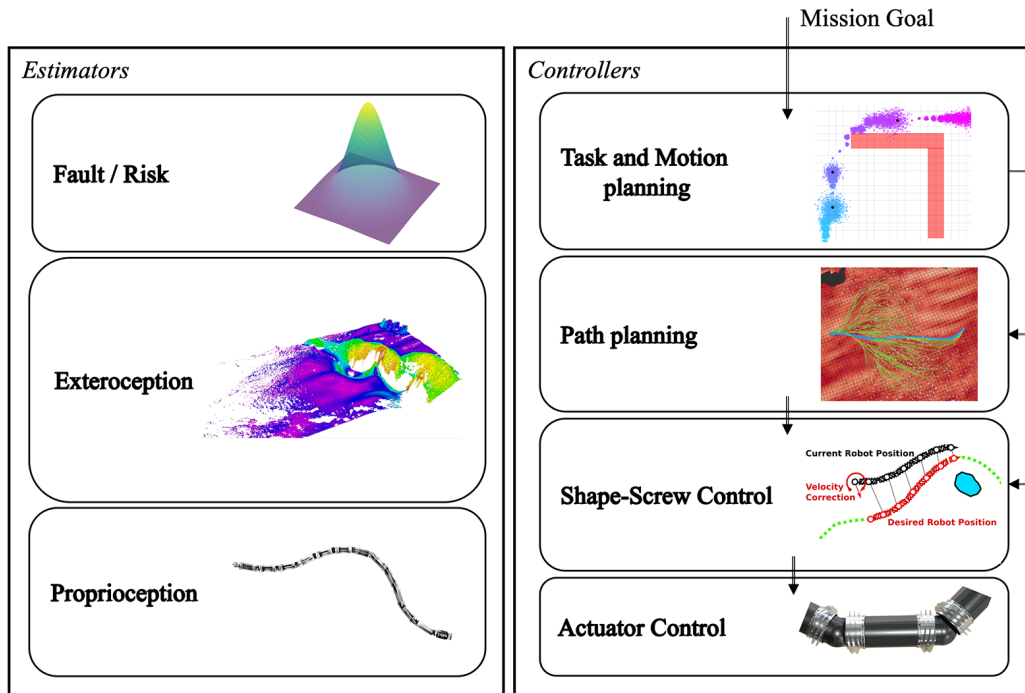 Mission Goal
Estimators
Fault / Risk
Exteroception
Proprioception
Controllers
Task and Motion
planning
Path planning
Shape-Screw Control
Current Robot Position
Velocity
Correction
Desired Robot Position
Actuator Control